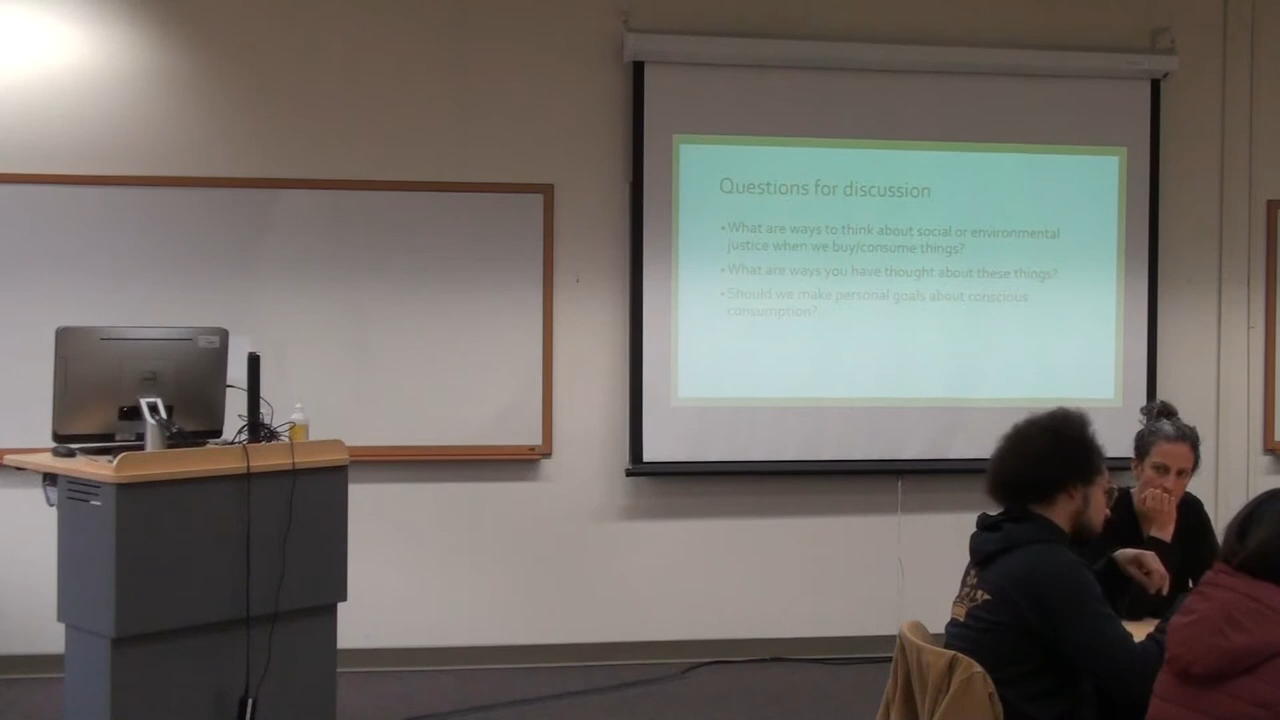 Questions for discussion
•What are ways to think about social or environmental
justice when we buy/consume things?
•What are ways you have thought about these things?
•Should we make personal goals about conscious
consumption?